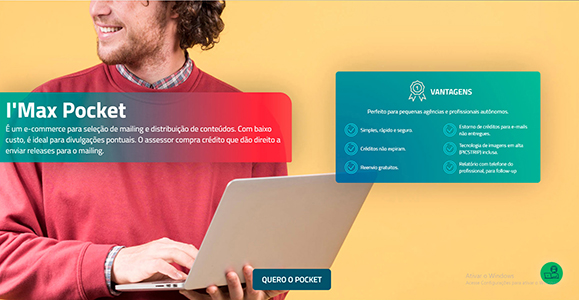 I'Max Pocket
É um e-commerce para seleção de mailing e distribuição de conteúdos. Com baixo
custo, é ideal para divulgações pontuais. O assessor compra crédito que dão direito a
enviar releases para o mailing.
VANTAGENS
Perfeito para pequenas agências e profissionais autônomos.
Simples, rápido e seguro.
Créditos não expiram.
Reenvio gratuitos.
Estorno de créditos para e-mails
não entregues.
Tecnologia de imagens em alta
(PICSTRIP) inclusa.
Relatório com telefone do
profissional, para follow-up
QUERO O POCKET
Ativar o Windows